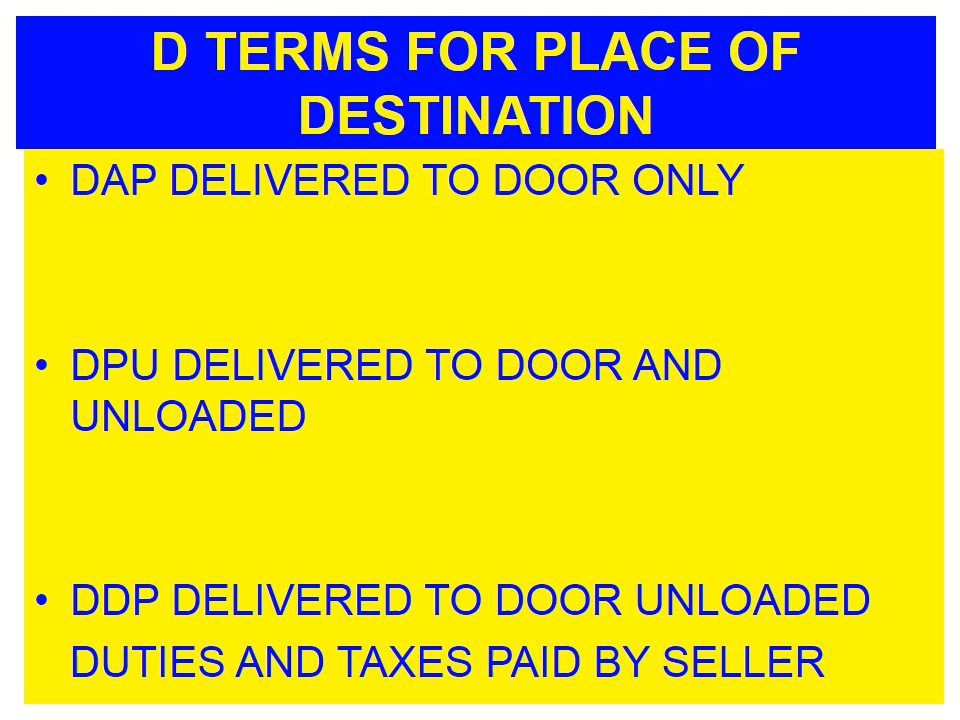 D TERMS FOR PLACE OF
DESTINATION
• DAP DELIVERED TO DOOR ONLY
• DPU DELIVERED TO DOOR AND
UNLOADED
• DDP DELIVERED TO DOOR UNLOADED
DUTIES AND TAXES PAID BY SELLER